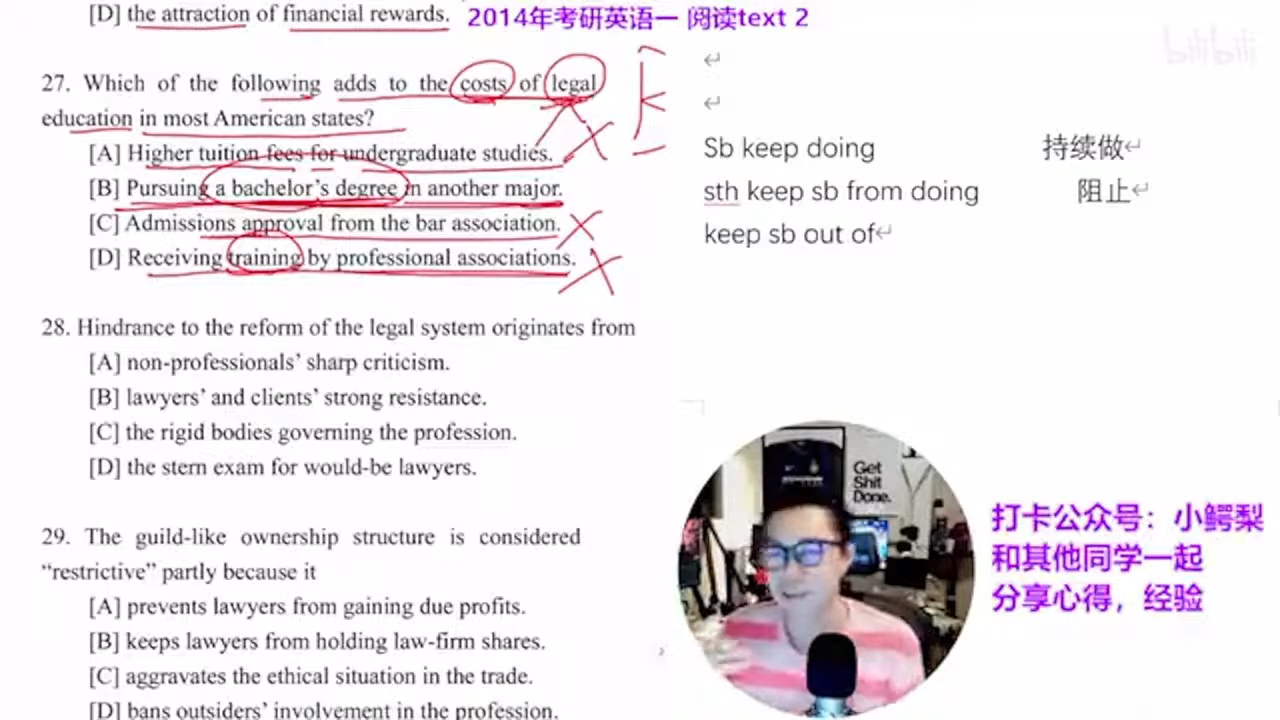 [D] the attraction of financial rewards.
2014年考研英语一 阅读text 2
bilibili
27. Which of the following adds to the costs of legal
education in most American states?
[A] Higher tuition fees for undergraduate studies.
[B] Pursuing a bachelor's degree in another major.
[C] Admissions approval from the bar association.
[D] Receiving training by professional associations.
28. Hindrance to the reform of the legal system originates from
[A] non-professionals' sharp criticism.
[B] lawyers' and clients' strong resistance.
[C] the rigid bodies governing the profession.
[D] the stern exam for would-be lawyers.
29. The guild-like ownership structure is considered
“restrictive” partly because it
[A] prevents lawyers from gaining due profits.
[B] keeps lawyers from holding law-firm shares.
[C] aggravates the ethical situation in the trade.
[D] bans outsiders' involvement in the profession.
Sb keep doing 持续做
sth keep sb from doing 阻止
keep sb out of
Get
Shit
Done.
打卡公众号：小鳄梨
和其他同学一起
分享心得，经验